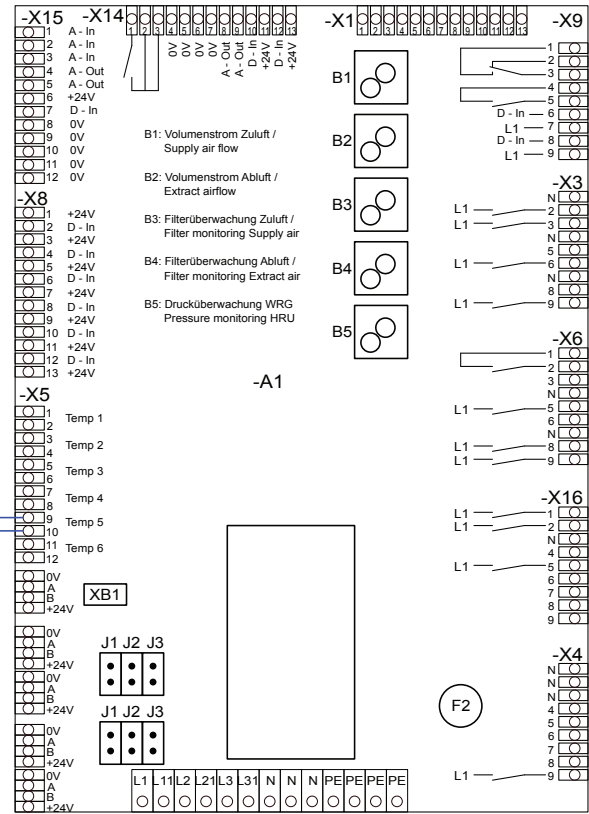 -X15
1 A - In
2 A - In
3 A - In
4 A - Out
5 A - Out
6 +24V
7 D - In
8 0V
9 0V
10 0V
11 0V
12 0V
-X14
1 2 3 4 5 6 7 8 9 10 11 12 13
0V
0V
0V
0V
A - Out
A - Out
D - In
+24V
D - In
+24V
-X1
1 2 3 4 5 6 7 8 9 10 11 12 13
-X9
1
2
3
4
5
D - In 6
L1 7
D - In 8
L1 9
B1
B2
B3
B4
B5
B1: Volumenstrom Zuluft /
Supply air flow
B2: Volumenstrom Abluft /
Extract airflow
B3: Filterüberwachung Zuluft /
Filter monitoring Supply air
B4: Filterüberwachung Abluft /
Filter monitoring Extract air
B5: Drucküberwachung WRG
Pressure monitoring HRU
-X8
1 +24V
2 D - In
3 +24V
4 D - In
5 +24V
6 D - In
7 +24V
8 D - In
9 +24V
10 D - In
11 +24V
12 D - In
13 +24V
-X3
N
L1 2
L1 3
N
5
L1 6
N
8
L1 9
-A1
-X6
1
2
3
N
L1 5
6
N
L1 8
L1 9
-X5
1
2
Temp 1
3
4
Temp 2
5
6
Temp 3
7
8
Temp 4
9
10
Temp 5
11
12
Temp 6
-X16
L1 1
L1 2
N
4
L1 5
6
7
8
9
0V
A
B
+24V
XB1
0V
A
B
+24V
0V
A
B
+24V
J1 J2 J3
0V
A
B
+24V
0V
A
B
+24V
J1 J2 J3
F2
-X4
N
N
N
4
5
6
7
8
L1 9
L1 L11 L2 L21 L3 L31 N N N PE PE PE PE